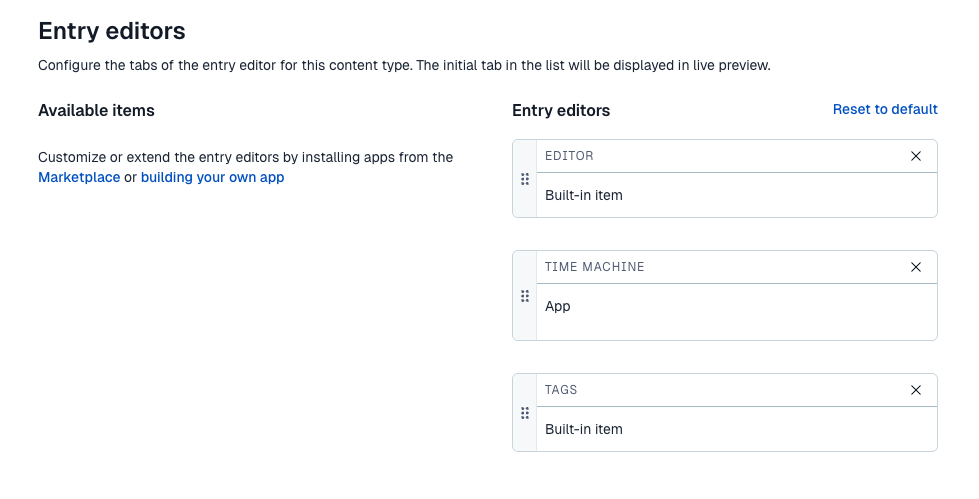 Entry editors
Configure the tabs of the entry editor for this content type. The initial tab in the list will be displayed in live preview.
Available items
Customize or extend the entry editors by installing apps from the
Marketplace or building your own app
Entry editors
Reset to default
EDITOR
Built-in item
TIME MACHINE
App
TAGS
Built-in item